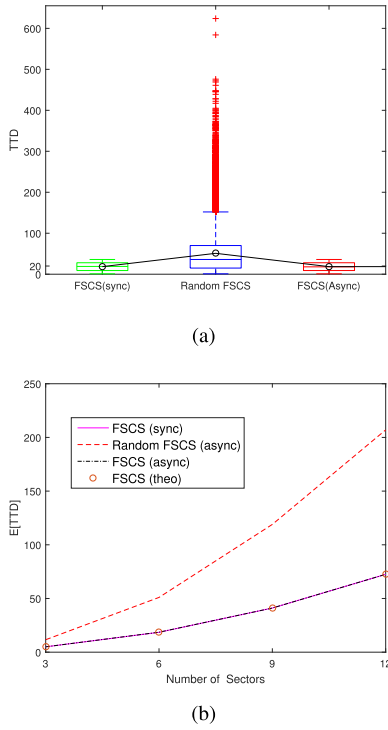 600
500
400
300
200
100
20
0
TTD
FSCS(sync) Random FSCS FSCS(Async)
(a)
250
200
150
100
50
0
E[TTD]
FSCS (sync)
Random FSCS (async)
FSCS (async)
FSCS (theo)
3 6 9 12
Number of Sectors
(b)